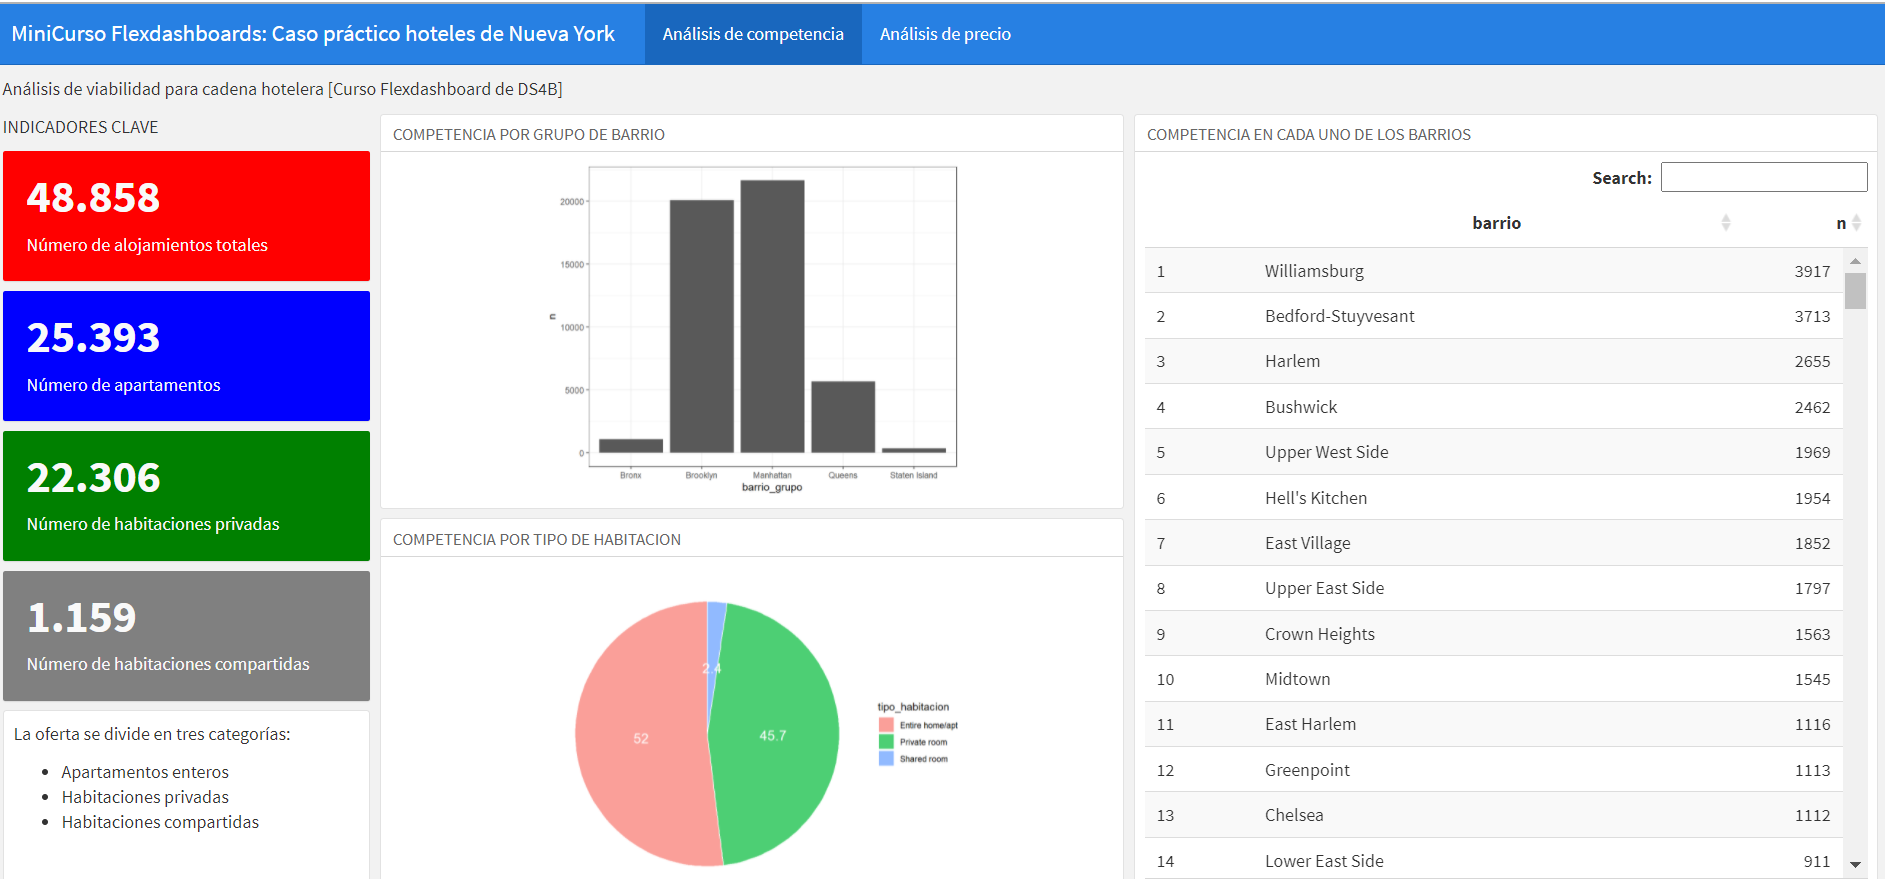 MiniCurso Flexdashboards: Caso práctico hoteles de Nueva York
Análisis de competencia
Análisis de precio
Análisis de viabilidad para cadena hotelera [Curso Flexdashboard de DS4B]
INDICADORES CLAVE
48.858
Número de alojamientos totales
25.393
Número de apartamentos
22.306
Número de habitaciones privadas
1.159
Número de habitaciones compartidas
La oferta se divide en tres categorías:
• Apartamentos enteros
• Habitaciones privadas
• Habitaciones compartidas
COMPETENCIA POR GRUPO DE BARRIO
20000
15000
n
10000
5000
0
Bronx Brooklyn Manhattan Queens Staten Island
barrio_grupo
COMPETENCIA POR TIPO DE HABITACION
2.4
52
45.7
tipo_habitacion
Entire home/apt
Private room
Shared room
COMPETENCIA EN CADA UNO DE LOS BARRIOS
Search:
barrio n
1 Williamsburg 3917
2 Bedford-Stuyvesant 3713
3 Harlem 2655
4 Bushwick 2462
5 Upper West Side 1969
6 Hell's Kitchen 1954
7 East Village 1852
8 Upper East Side 1797
9 Crown Heights 1563
10 Midtown 1545
11 East Harlem 1116
12 Greenpoint 1113
13 Chelsea 1112
14 Lower East Side 911